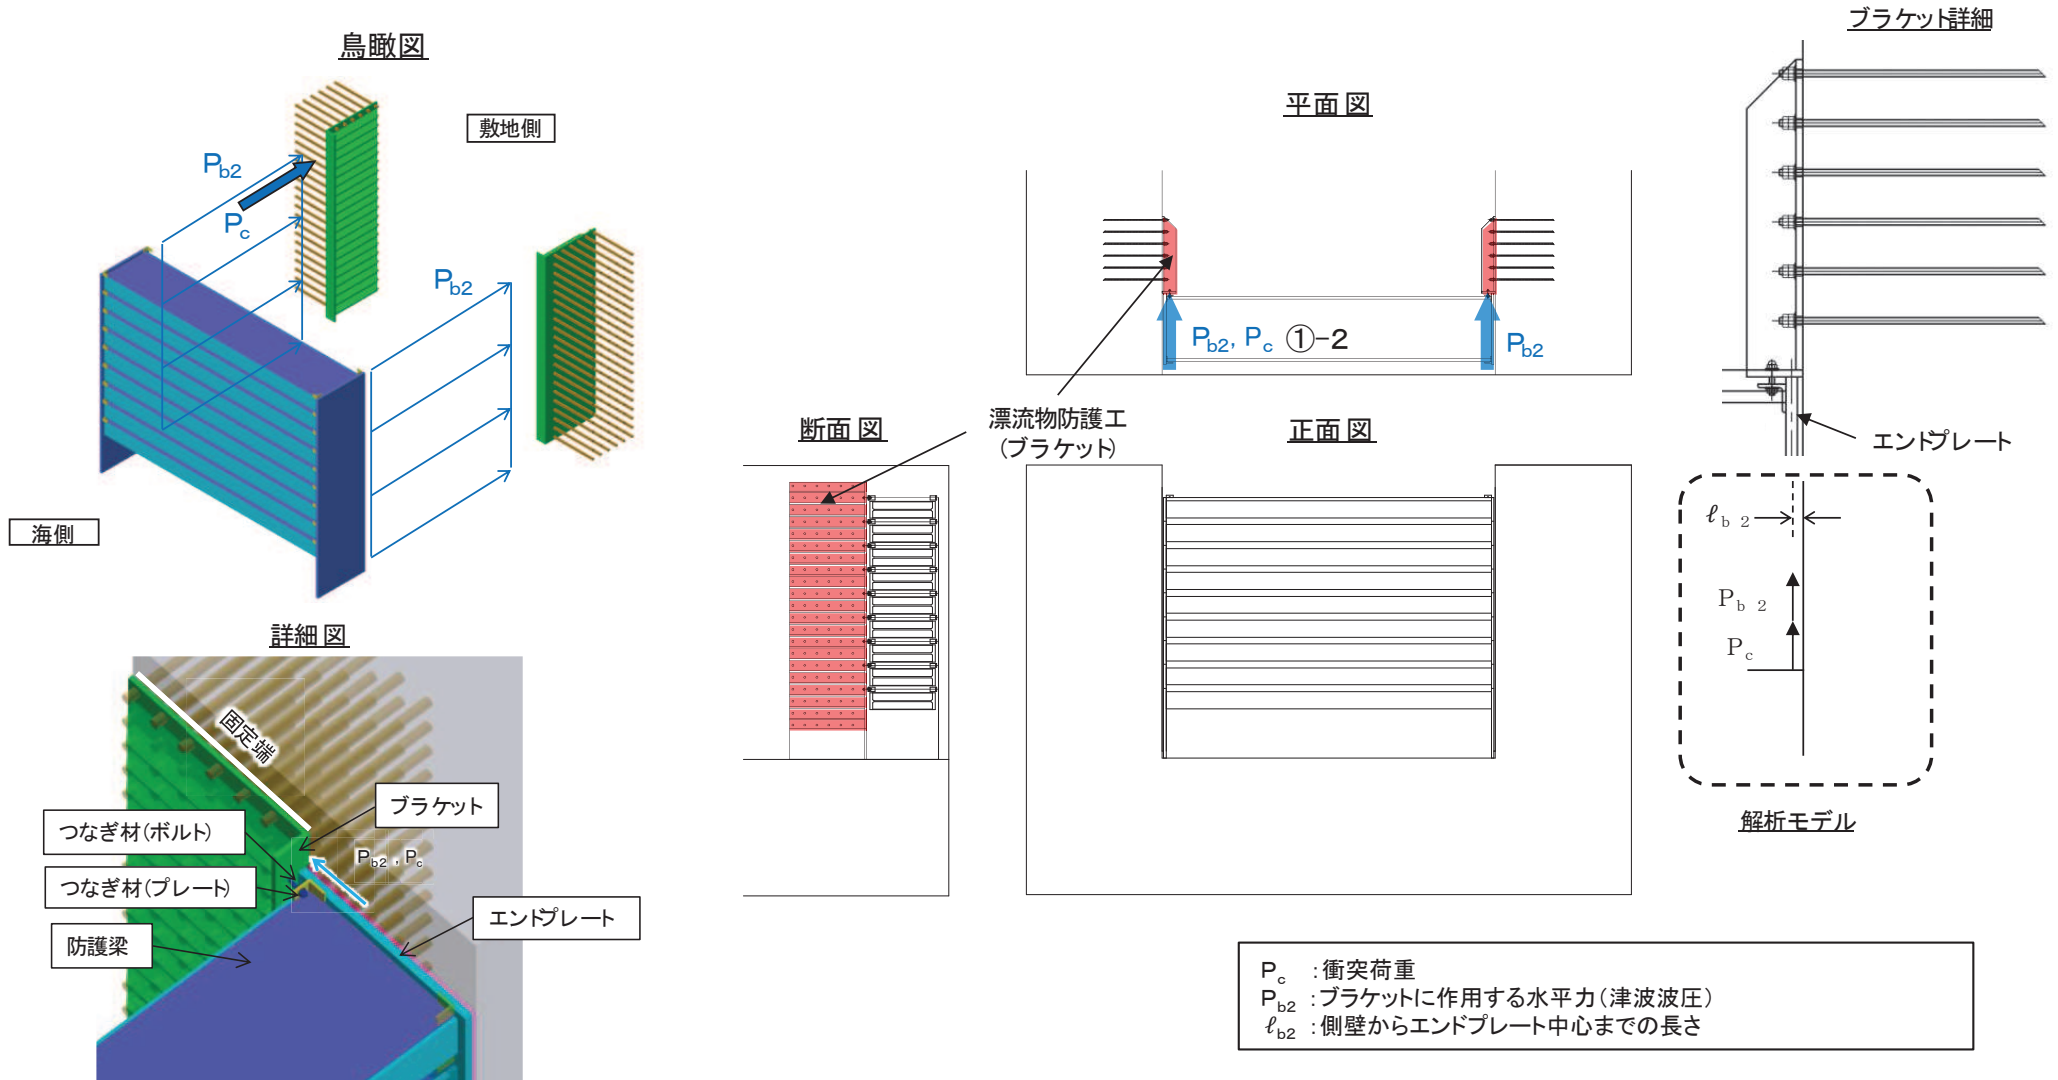 鳥瞰図
敷地側
Pb2
Pc
Pb2
海側
詳細図
固定端
ブラケット
つなぎ材(ボルト)
Pb2 , Pc
つなぎ材(プレート)
エンドプレート
防護梁
平面図
Pb2, Pc ①-2
Pb2
漂流物防護工
(ブラケット)
断面図
正面図
ブラケット詳細
エンドプレート
ℓb2
Pb2
Pc
解析モデル
Pc :衝突荷重
Pb2 :ブラケットに作用する水平力(津波波圧)
ℓb2 :側壁からエンドプレート中心までの長さ